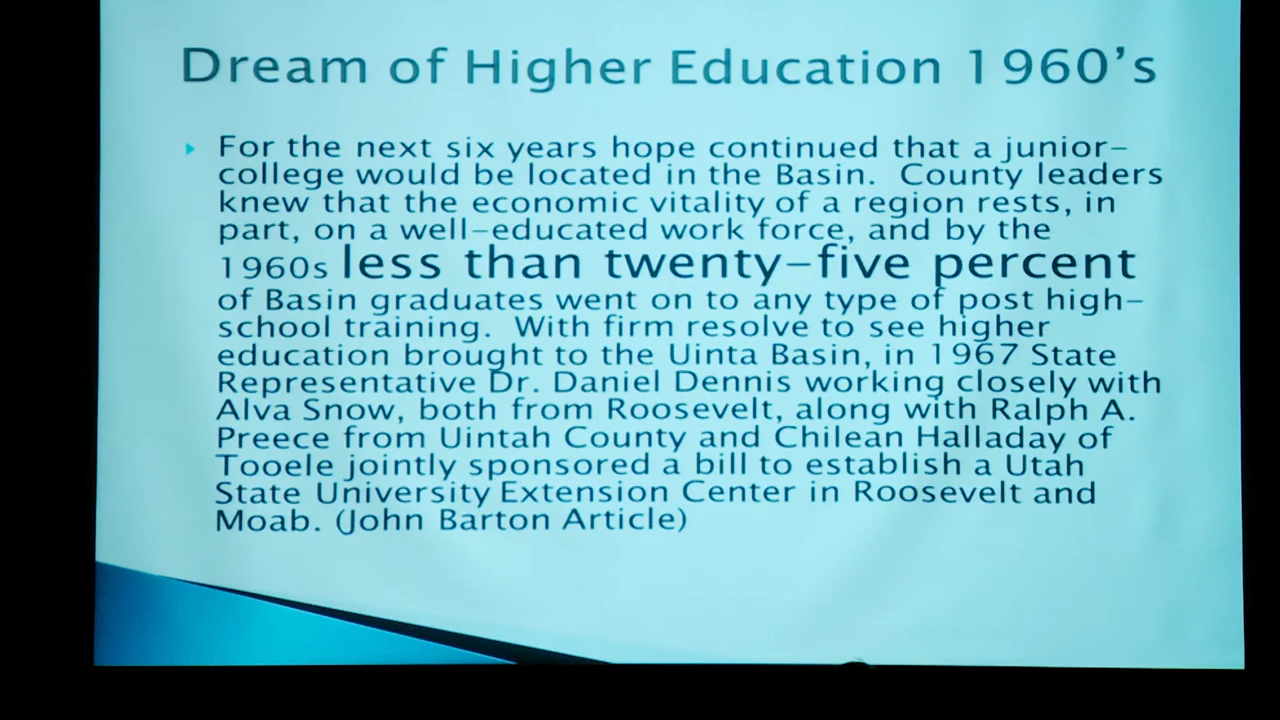 Dream of Higher Education 1960's
For the next six years hope continued that a junior-
college would be located in the Basin.  County leaders
knew that the economic vitality of a region rests, in
part, on a well-educated work force, and by the
1960s less than twenty-five percent
of Basin graduates went on to any type of post high-
school training.  With firm resolve to see higher
education brought to the Uinta Basin, in 1967 State
Representative Dr. Daniel Dennis working closely with
Alva Snow, both from Roosevelt, along with Ralph A.
Preece from Uintah County and Chilean Halladay of
Tooele jointly sponsored a bill to establish a Utah
State University Extension Center in Roosevelt and
Moab. (John Barton Article)